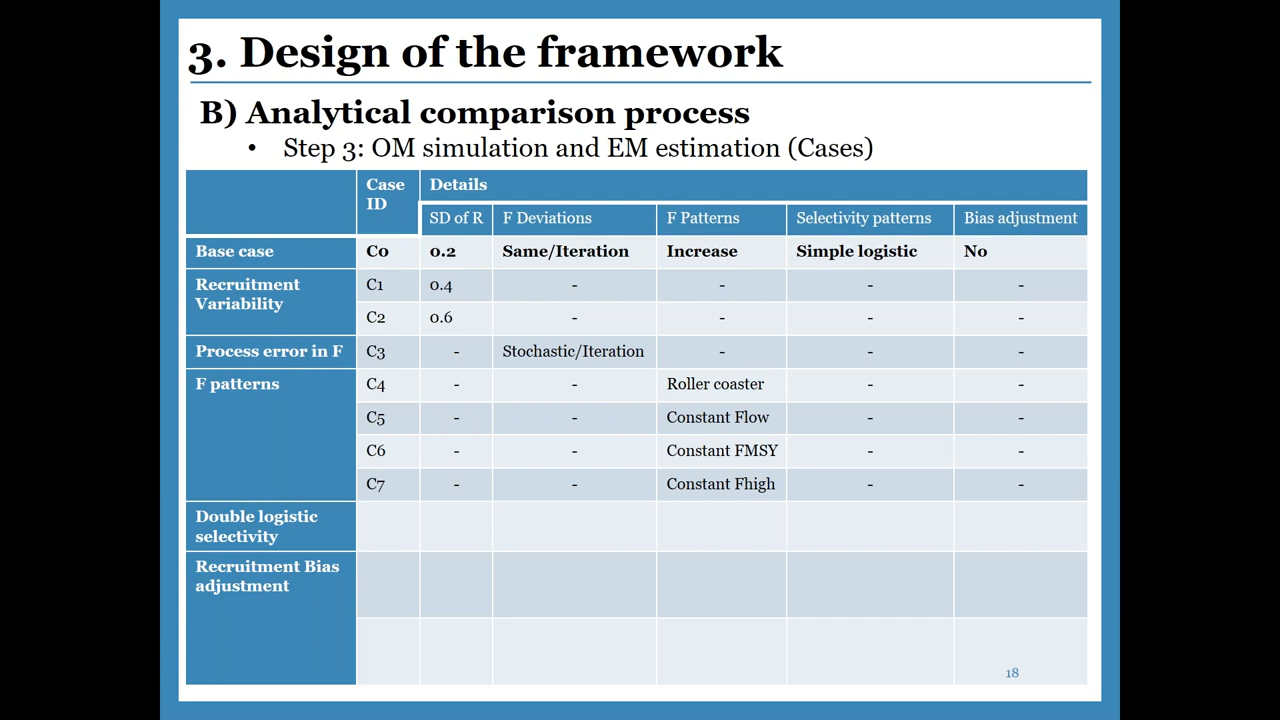 3. Design of the framework
B) Analytical comparison process
• Step 3: OM simulation and EM estimation (Cases)
Case ID Details
SD of R F Deviations F Patterns Selectivity patterns Bias adjustment
Base case C0 0.2 Same/Iteration Increase Simple logistic No
Recruitment Variability C1 0.4 - - - -
C2 0.6 - - - -
Process error in F C3 - Stochastic/Iteration - - -
F patterns C4 - - Roller coaster - -
C5 - - Constant Flow - -
C6 - - Constant FMSY - -
C7 - - Constant Fhigh - -
Double logistic selectivity
Recruitment Bias adjustment
18